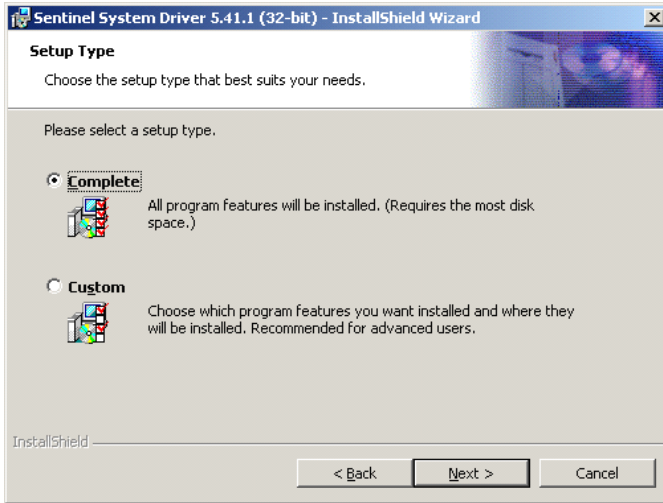 Sentinel System Driver 5.41.1 (32-bit) - InstallShield Wizard
Setup Type
Choose the setup type that best suits your needs.
Please select a setup type.
Complete
All program features will be installed. (Requires the most disk
space.)
Custom
Choose which program features you want installed and where they
will be installed. Recommended for advanced users.
InstallShield
< Back Next > Cancel